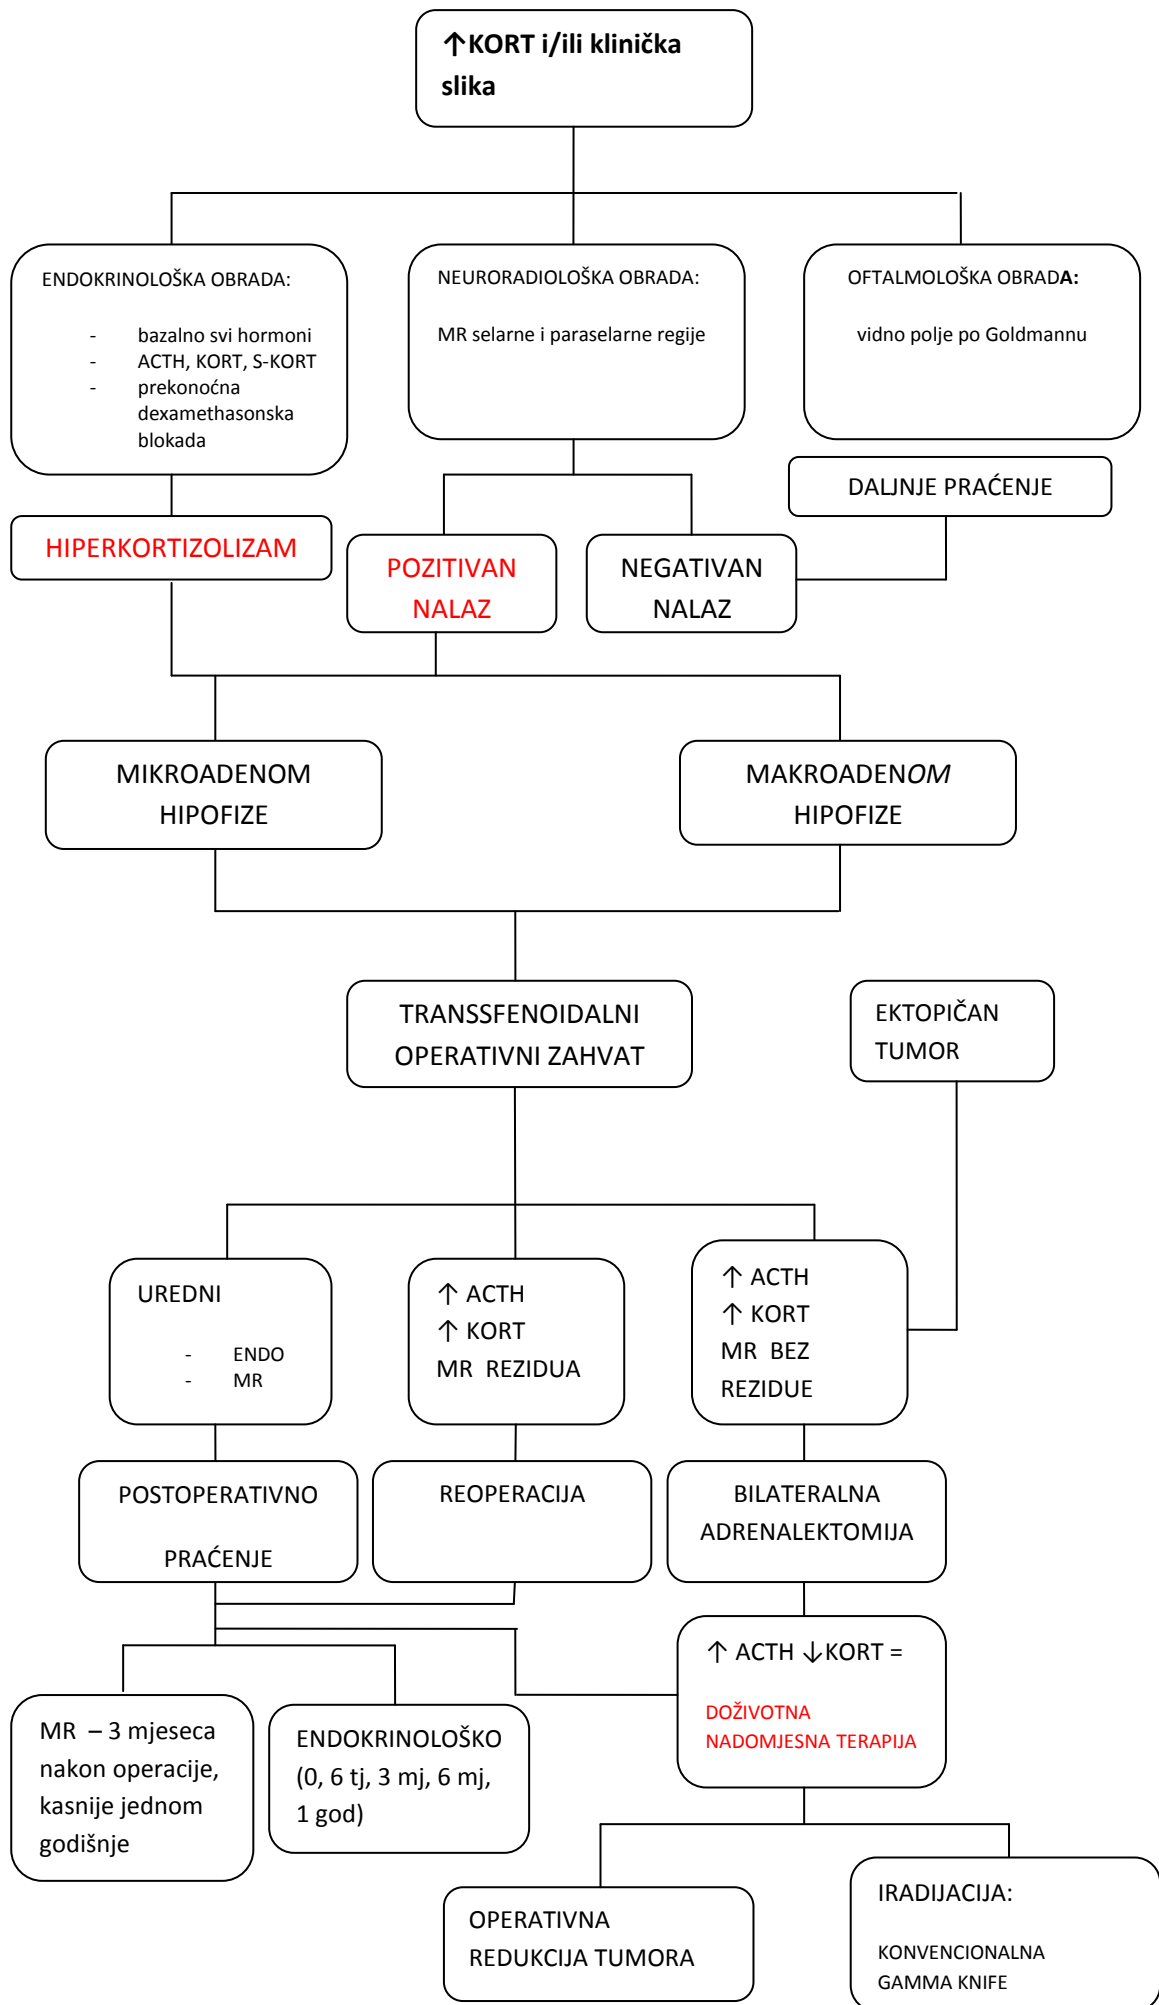 ↑KORT i/ili klinička
slika
ENDOKRINOLOŠKA OBRADA:
- bazalno svi hormoni
- ACTH, KORT, S-KORT
- prekonoćna
dexamethasonska
blokada
NEURORADIOLOŠKA OBRADA:
MR selarne i paraselarne regije
OFTALMOLOŠKA OBRADA:
vidno polje po Goldmannu
DALJNJE PRAĆENJE
HIPERKORTIZOLIZAM
POZITIVAN
NALAZ
NEGATIVAN
NALAZ
MIKROADENOM
HIPOFIZE
MAKROADENOM
HIPOFIZE
TRANSSFENOIDALNI
OPERATIVNI ZAHVAT
EKTOPIČAN
TUMOR
UREDNI
- ENDO
- MR
↑ ACTH
↑ KORT
MR REZIDUA
↑ ACTH
↑ KORT
MR BEZ
REZIDUE
POSTOPERATIVNO
PRAĆENJE
REOPERACIJA
BILATERALNA
ADRENALEKTOMIJA
↑ ACTH ↓KORT =
DOŽIVOTNA
NADOMJESNA TERAPIJA
MR – 3 mjeseca
nakon operacije,
kasnije jednom
godišnje
ENDOKRINOLOŠKO
(0, 6 tj, 3 mj, 6 mj,
1 god)
OPERATIVNA
REDUKCIJA TUMORA
IRADIJACIJA:
KONVENCIONALNA
GAMMA KNIFE